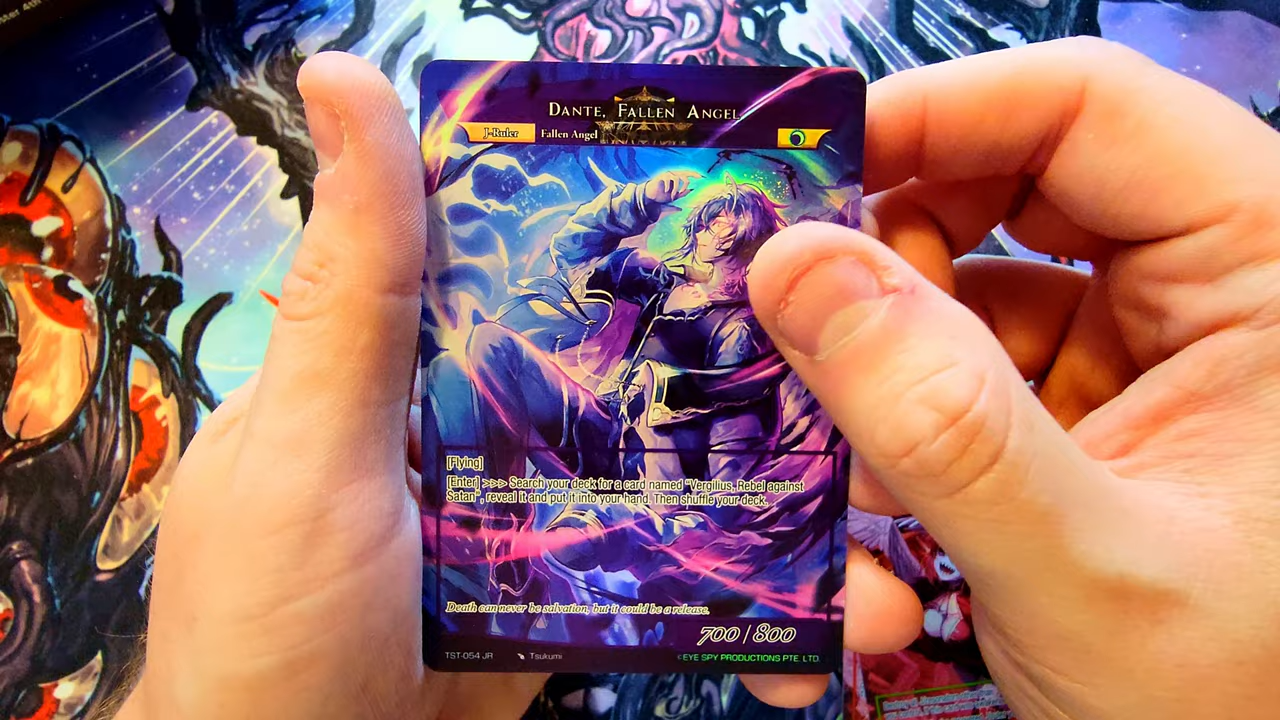 DANTE, FALLEN ANGEL
J-Ruler Fallen Angel
[Flying]
[Enter] >>> Search your deck for a card named "Vergilius, Rebel against
Satan", reveal it and put it into your hand. Then shuffle your deck.
Death can never be salvation, but it could be a release.
700 / 800
TST-054 JR Tsukumi ©EYE SPY PRODUCTIONS PTE. LTD.